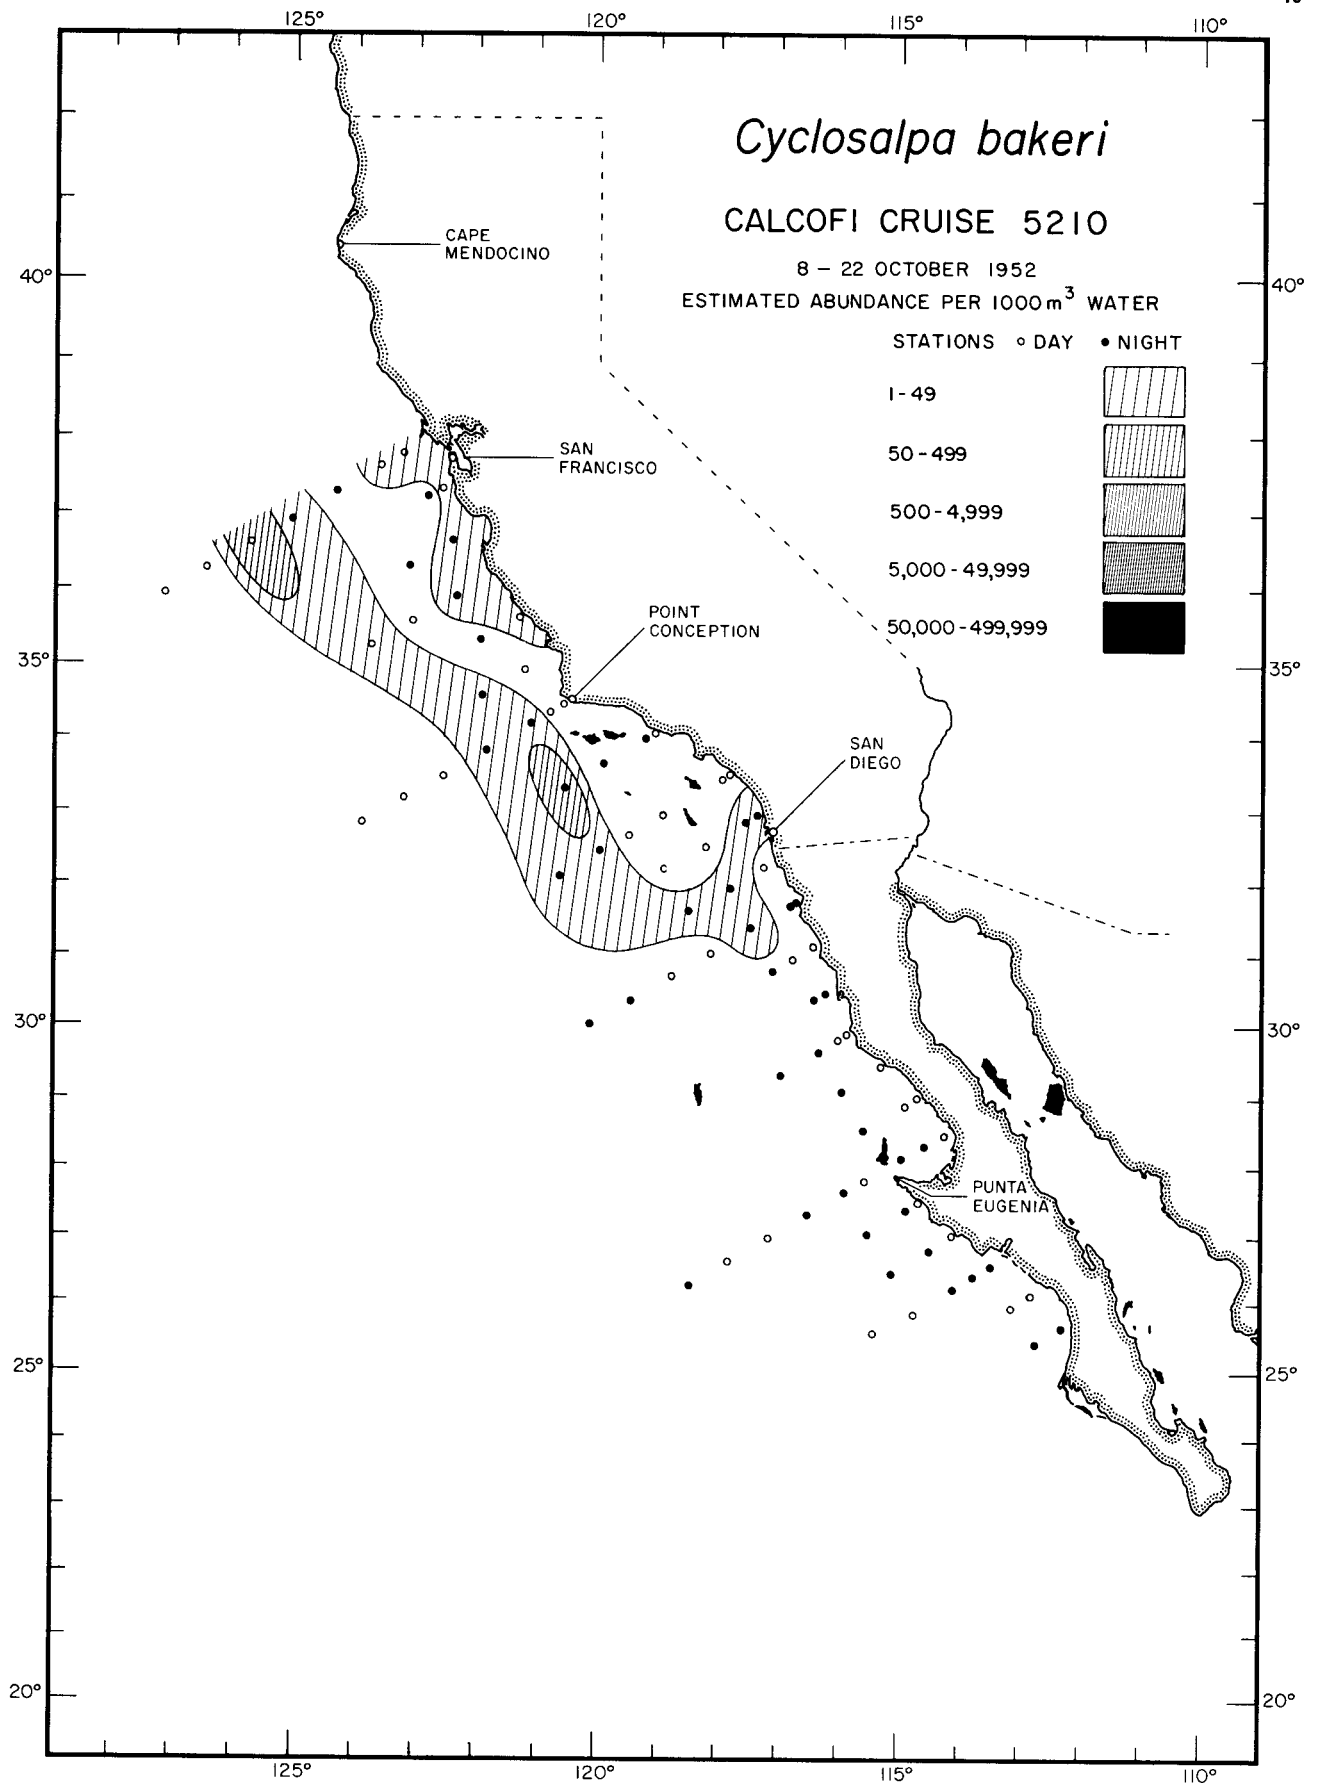 125° 120° 115° 110°
Cyclosalpa bakeri
CALCOFI CRUISE 5210
8 – 22 OCTOBER 1952
ESTIMATED ABUNDANCE PER 1000 m³ WATER
STATIONS ○ DAY ● NIGHT
1 - 49
50 - 499
500 - 4,999
5,000 - 49,999
50,000 - 499,999
CAPE
MENDOCINO
40° 40°
SAN
FRANCISCO
POINT
CONCEPTION
35° 35°
SAN
DIEGO
30° 30°
PUNTA
EUGENIA
25° 25°
20° 20°
125° 120° 115° 110°